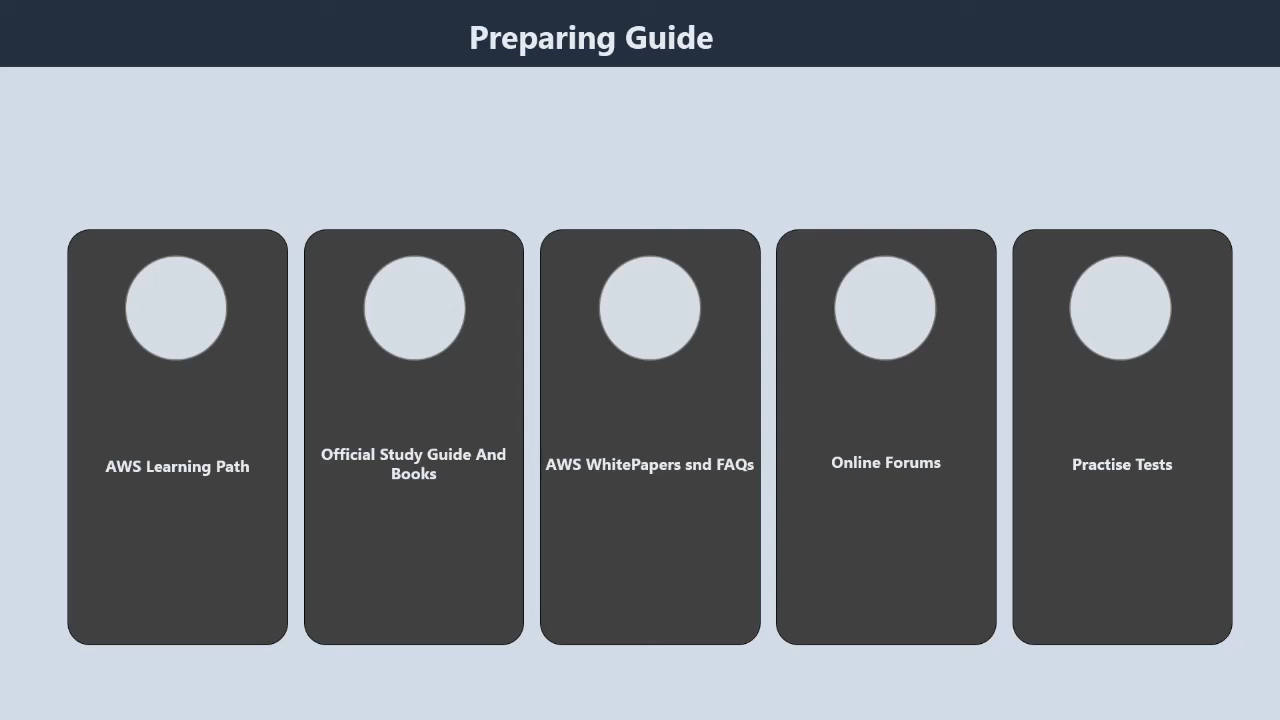 Preparing Guide
AWS Learning Path
Official Study Guide And
Books
AWS WhitePapers snd FAQs
Online Forums
Practise Tests